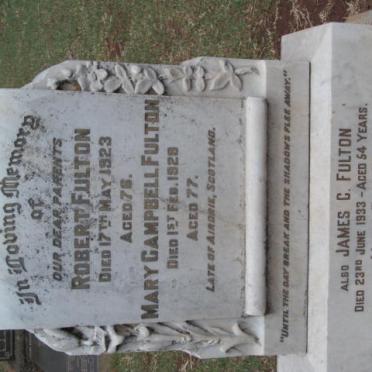 In Loving Memory
of
OUR DEAR PARENTS
ROBERT FULTON
DIED 17TH MAY 1923
AGED 76.
MARY CAMPBELL FULTON
DIED 1ST FEB. 1929
AGED 77.
LATE OF AIRDRIE, SCOTLAND.
"UNTIL THE DAY BREAK AND THE SHADOWS FLEE AWAY."
ALSO JAMES C. FULTON
DIED 23RD JUNE 1933 - AGED 54 YEARS.